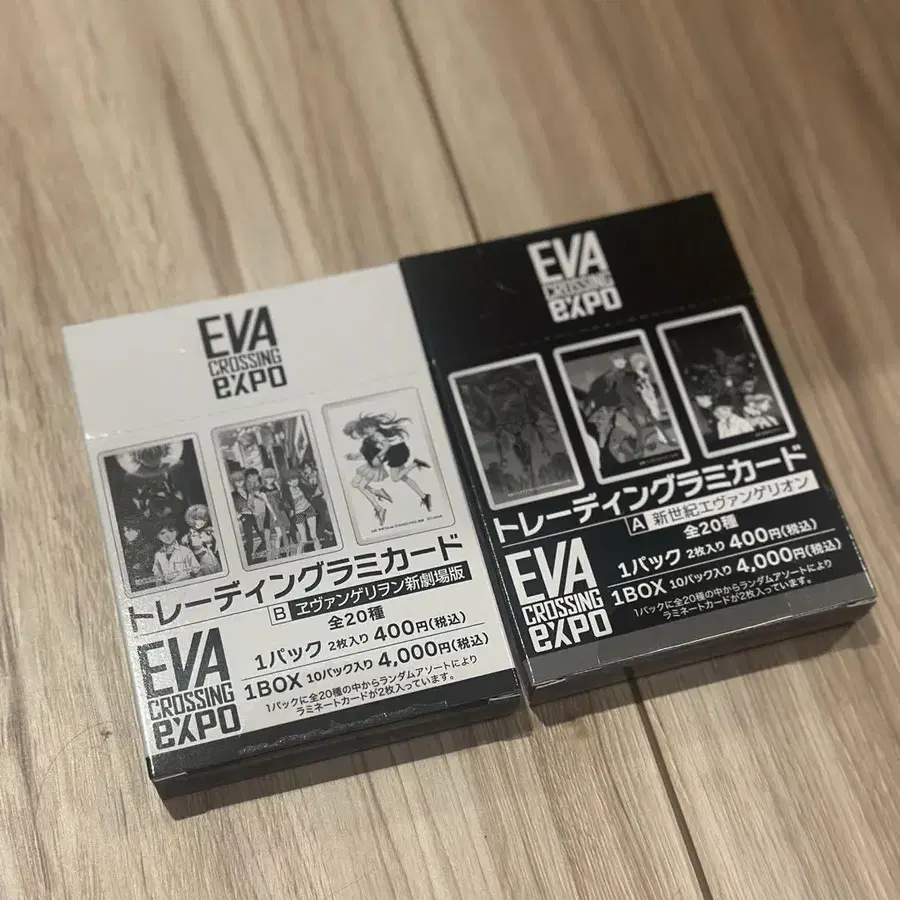 EVA
CROSSING
eXPO
トレーディングラミカード
B ヱヴァンゲリヲン新劇場版
全20種
EVA
CROSSING
eXPO
1パック 2枚入り 400円(税込)
1BOX 10パック入り 4,000円(税込)
1パックに全20種の中からランダムアソートにより
ラミネートカードが2枚入っています。
EVA
CROSSING
eXPO
トレーディングラミカード
A 新世紀エヴァンゲリオン
全20種
EVA
CROSSING
eXPO
1パック 2枚入り 400円(税込)
1BOX 10パック入り 4,000円(税込)
1パックに全20種の中からランダムアソートにより
ラミネートカードが2枚入っています。